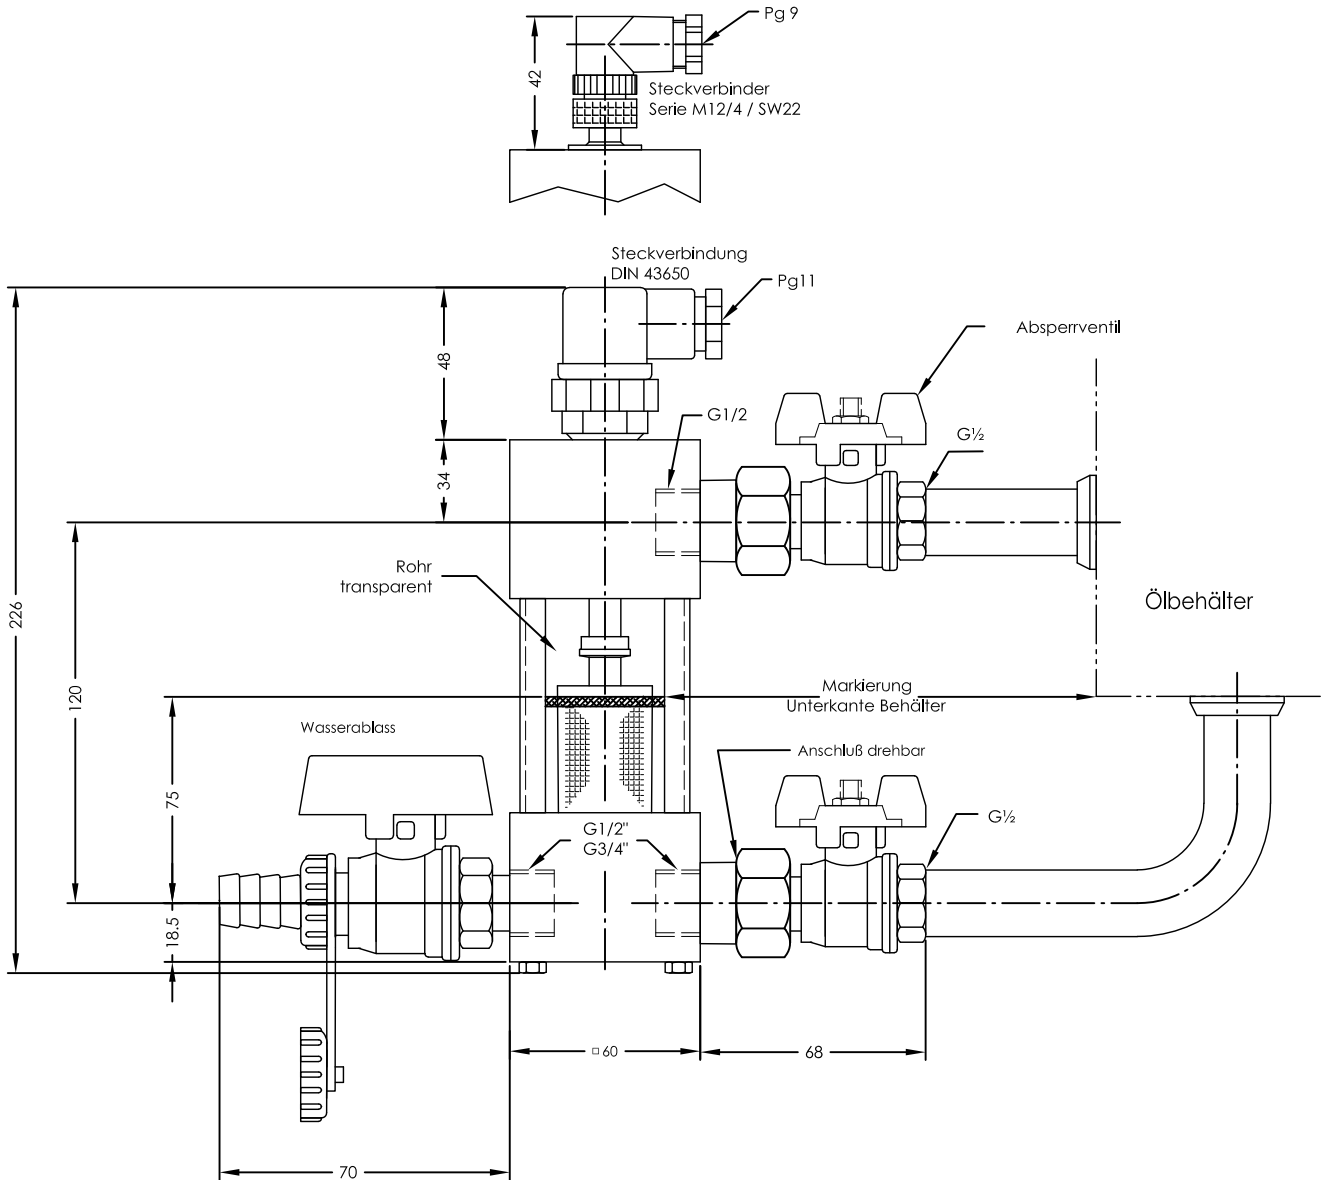 Pg 9
42
Steckverbinder
Serie M12/4 / SW22
Steckverbindung
DIN 43650
Pg11
Absperrventil
48
G1/2
G½
34
Rohr
transparent
Ölbehälter
226
120
Markierung
Unterkante Behälter
Wasserablass
Anschluß drehbar
75
G1/2"
G3/4"
G½
18.5
□ 60
68
70